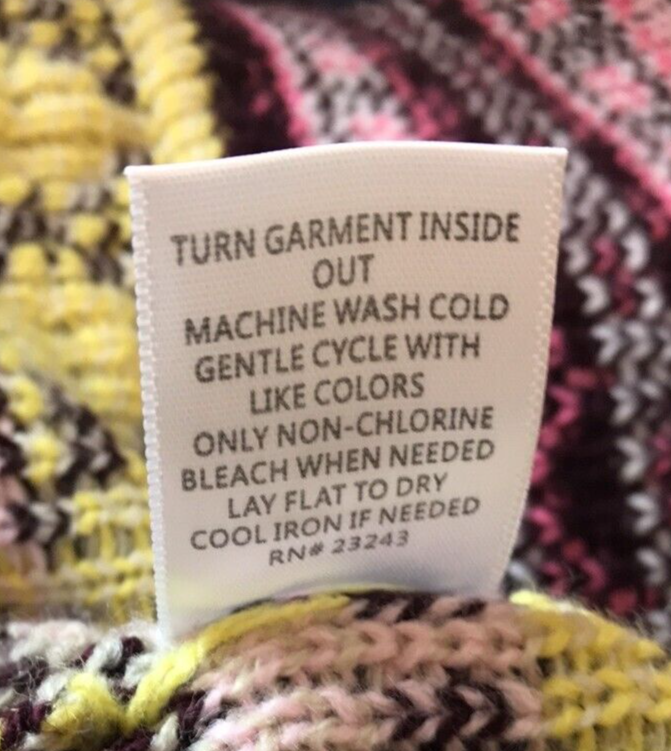 TURN GARMENT INSIDE
OUT
MACHINE WASH COLD
GENTLE CYCLE WITH
LIKE COLORS
ONLY NON-CHLORINE
BLEACH WHEN NEEDED
LAY FLAT TO DRY
COOL IRON IF NEEDED
RN# 23243